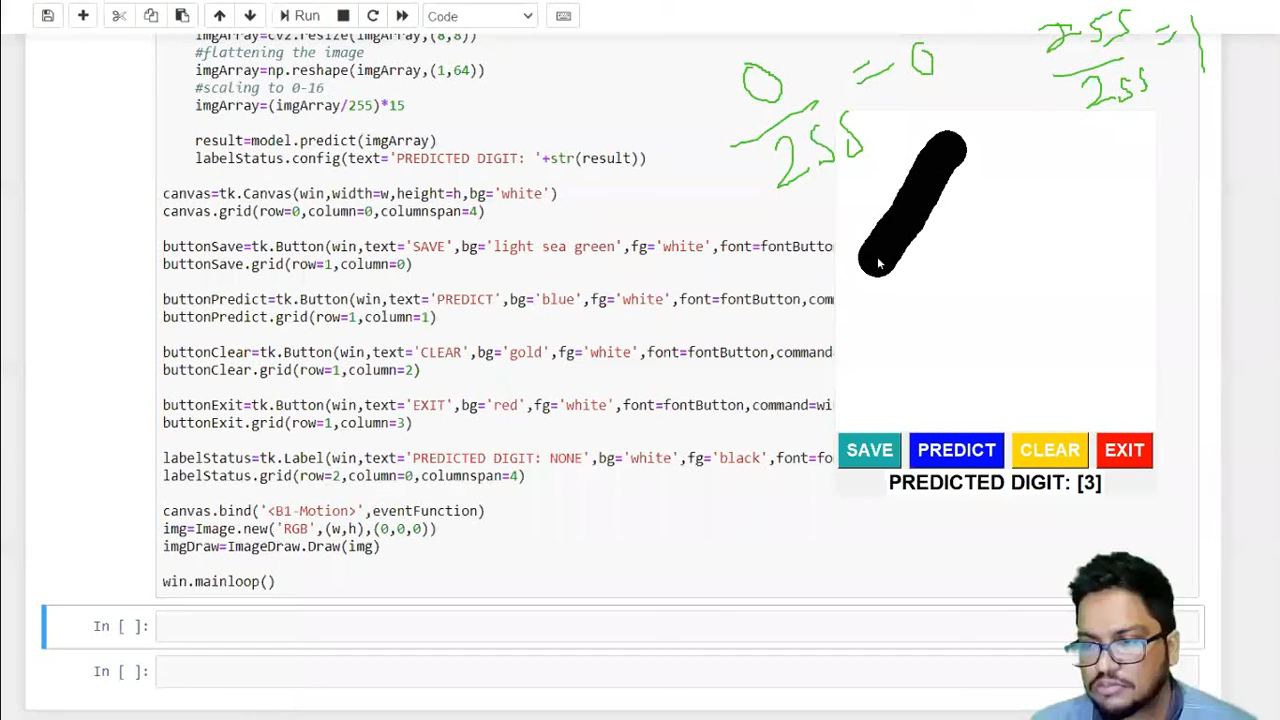 Run
Code
imgArray=cv2.resize(imgArray,(8,8))
#flattening the image
imgArray=np.reshape(imgArray,(1,64))
#scaling to 0-16
imgArray=(imgArray/255)*15
result=model.predict(imgArray)
labelStatus.config(text='PREDICTED DIGIT: '+str(result))
canvas=tk.Canvas(win,width=w,height=h,bg='white')
canvas.grid(row=0,column=0,columnspan=4)
buttonSave=tk.Button(win,text='SAVE',bg='light sea green',fg='white',font=fontButton,
buttonSave.grid(row=1,column=0)
buttonPredict=tk.Button(win,text='PREDICT',bg='blue',fg='white',font=fontButton,com
buttonPredict.grid(row=1,column=1)
buttonClear=tk.Button(win,text='CLEAR',bg='gold',fg='white',font=fontButton,command
buttonClear.grid(row=1,column=2)
buttonExit=tk.Button(win,text='EXIT',bg='red',fg='white',font=fontButton,command=wi
buttonExit.grid(row=1,column=3)
labelStatus=tk.Label(win,text='PREDICTED DIGIT: NONE',bg='white',fg='black',font=fo
labelStatus.grid(row=2,column=0,columnspan=4)
canvas.bind('<B1-Motion>',eventFunction)
img=Image.new('RGB',(w,h),(0,0,0))
imgDraw=ImageDraw.Draw(img)
win.mainloop()
In [ ]:
In [ ]:
0
= 0
255
255
= 1
255
SAVE
PREDICT
CLEAR
EXIT
PREDICTED DIGIT: [3]